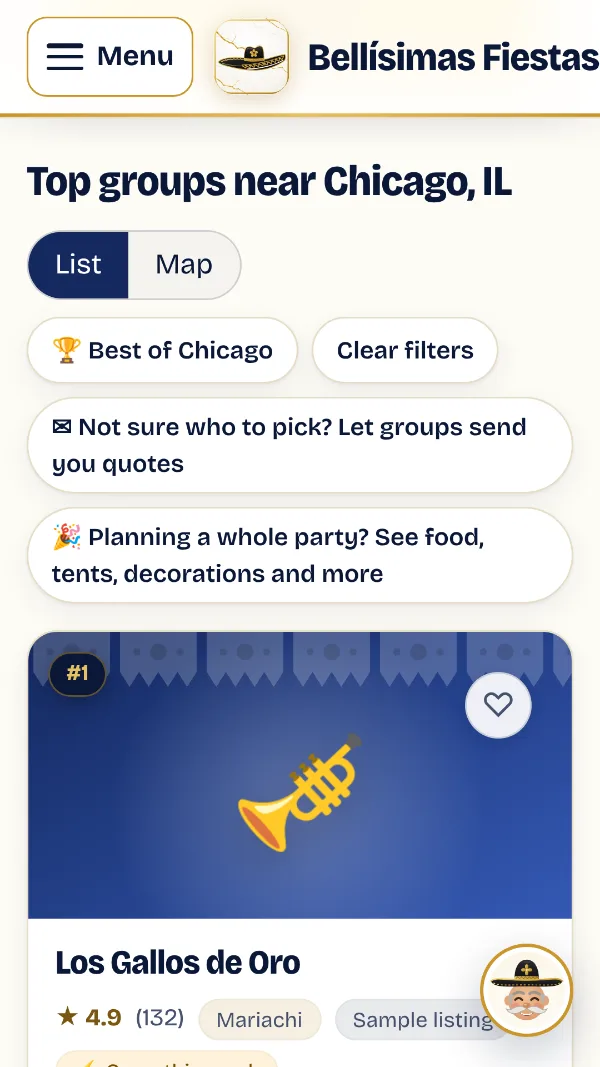 Menu
Bellísimas Fiestas
Top groups near Chicago, IL
List
Map
🏆 Best of Chicago
Clear filters
✉ Not sure who to pick? Let groups send
you quotes
🎉 Planning a whole party? See food,
tents, decorations and more
#1
Los Gallos de Oro
★ 4.9 (132)
Mariachi
Sample listing